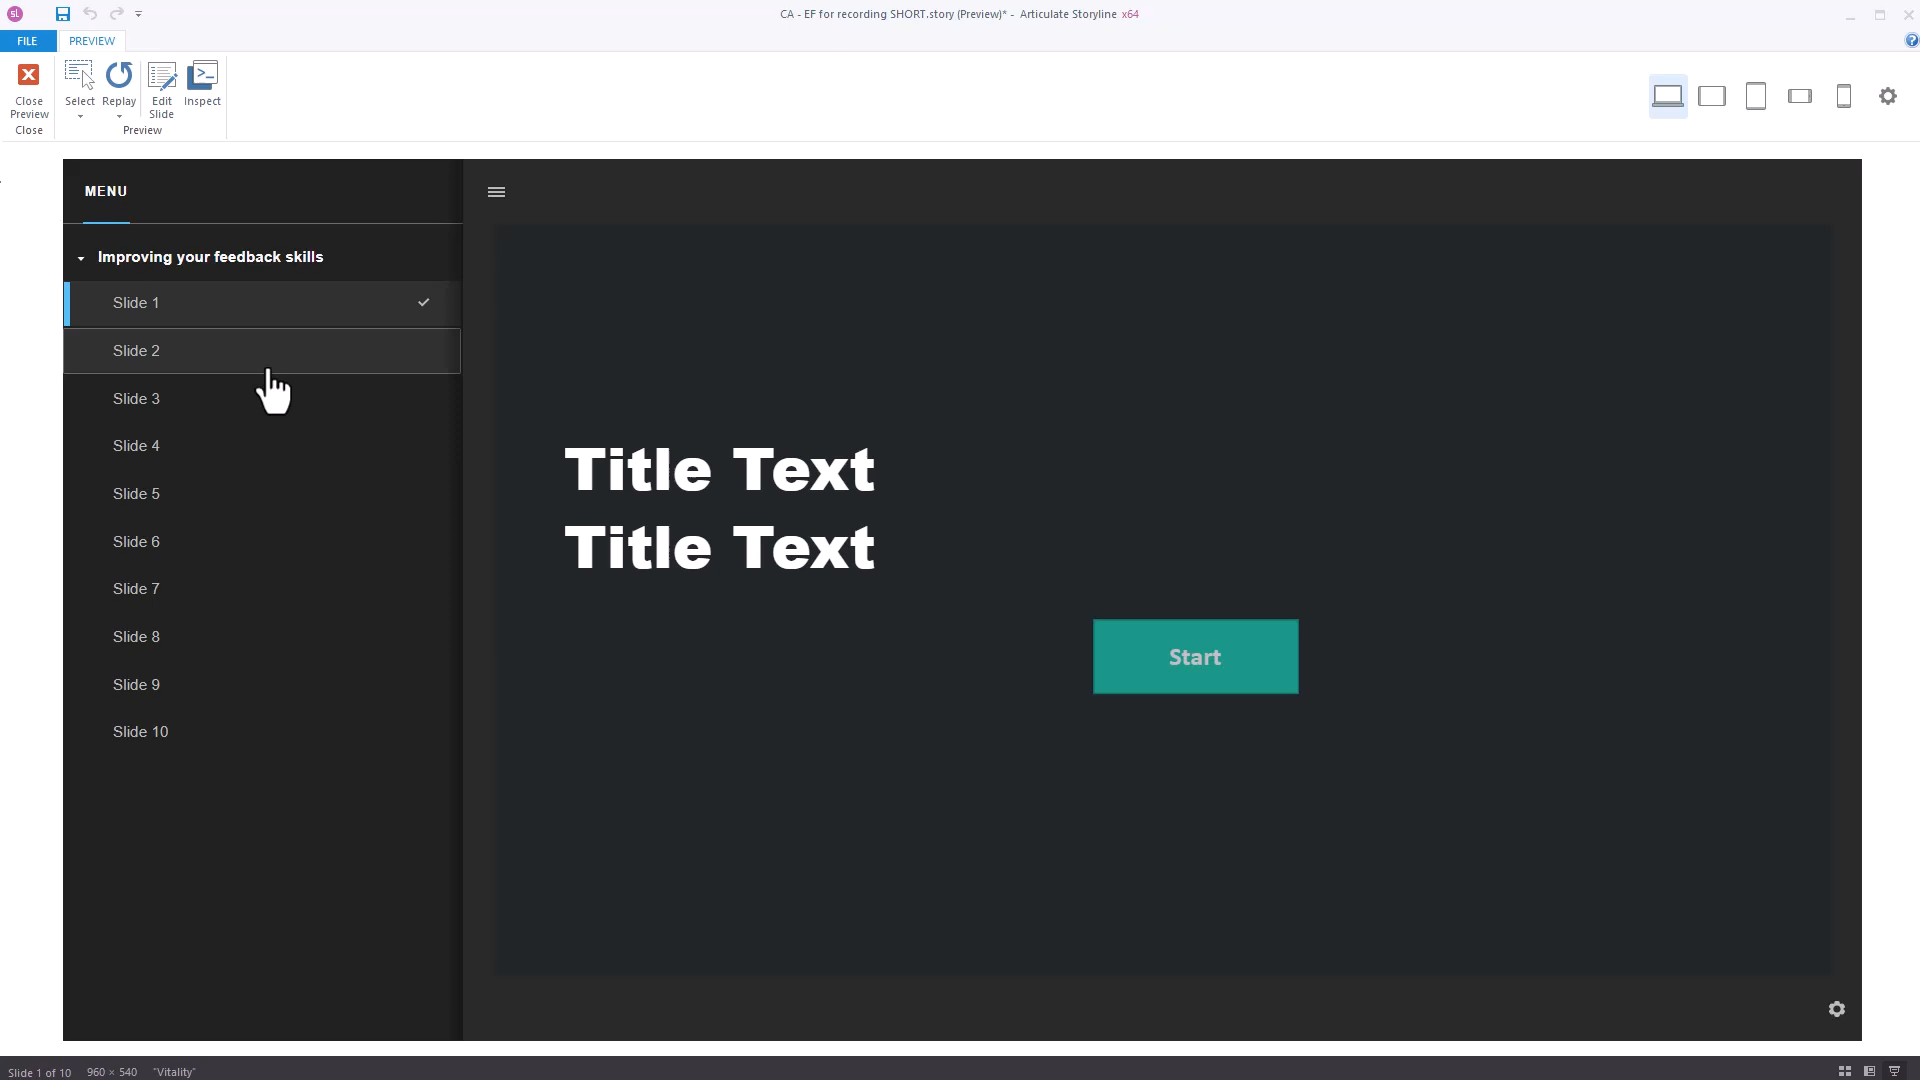 sl
CA - EF for recording SHORT.story (Preview)* - Articulate Storyline x64
FILE
PREVIEW
?
Close Preview
Select
Replay
Edit Slide
Inspect
Close
Preview
MENU
Improving your feedback skills
Slide 1
Slide 2
Slide 3
Slide 4
Slide 5
Slide 6
Slide 7
Slide 8
Slide 9
Slide 10
Title Text
Title Text
Start
Slide 1 of 10
960 × 540
"Vitality"